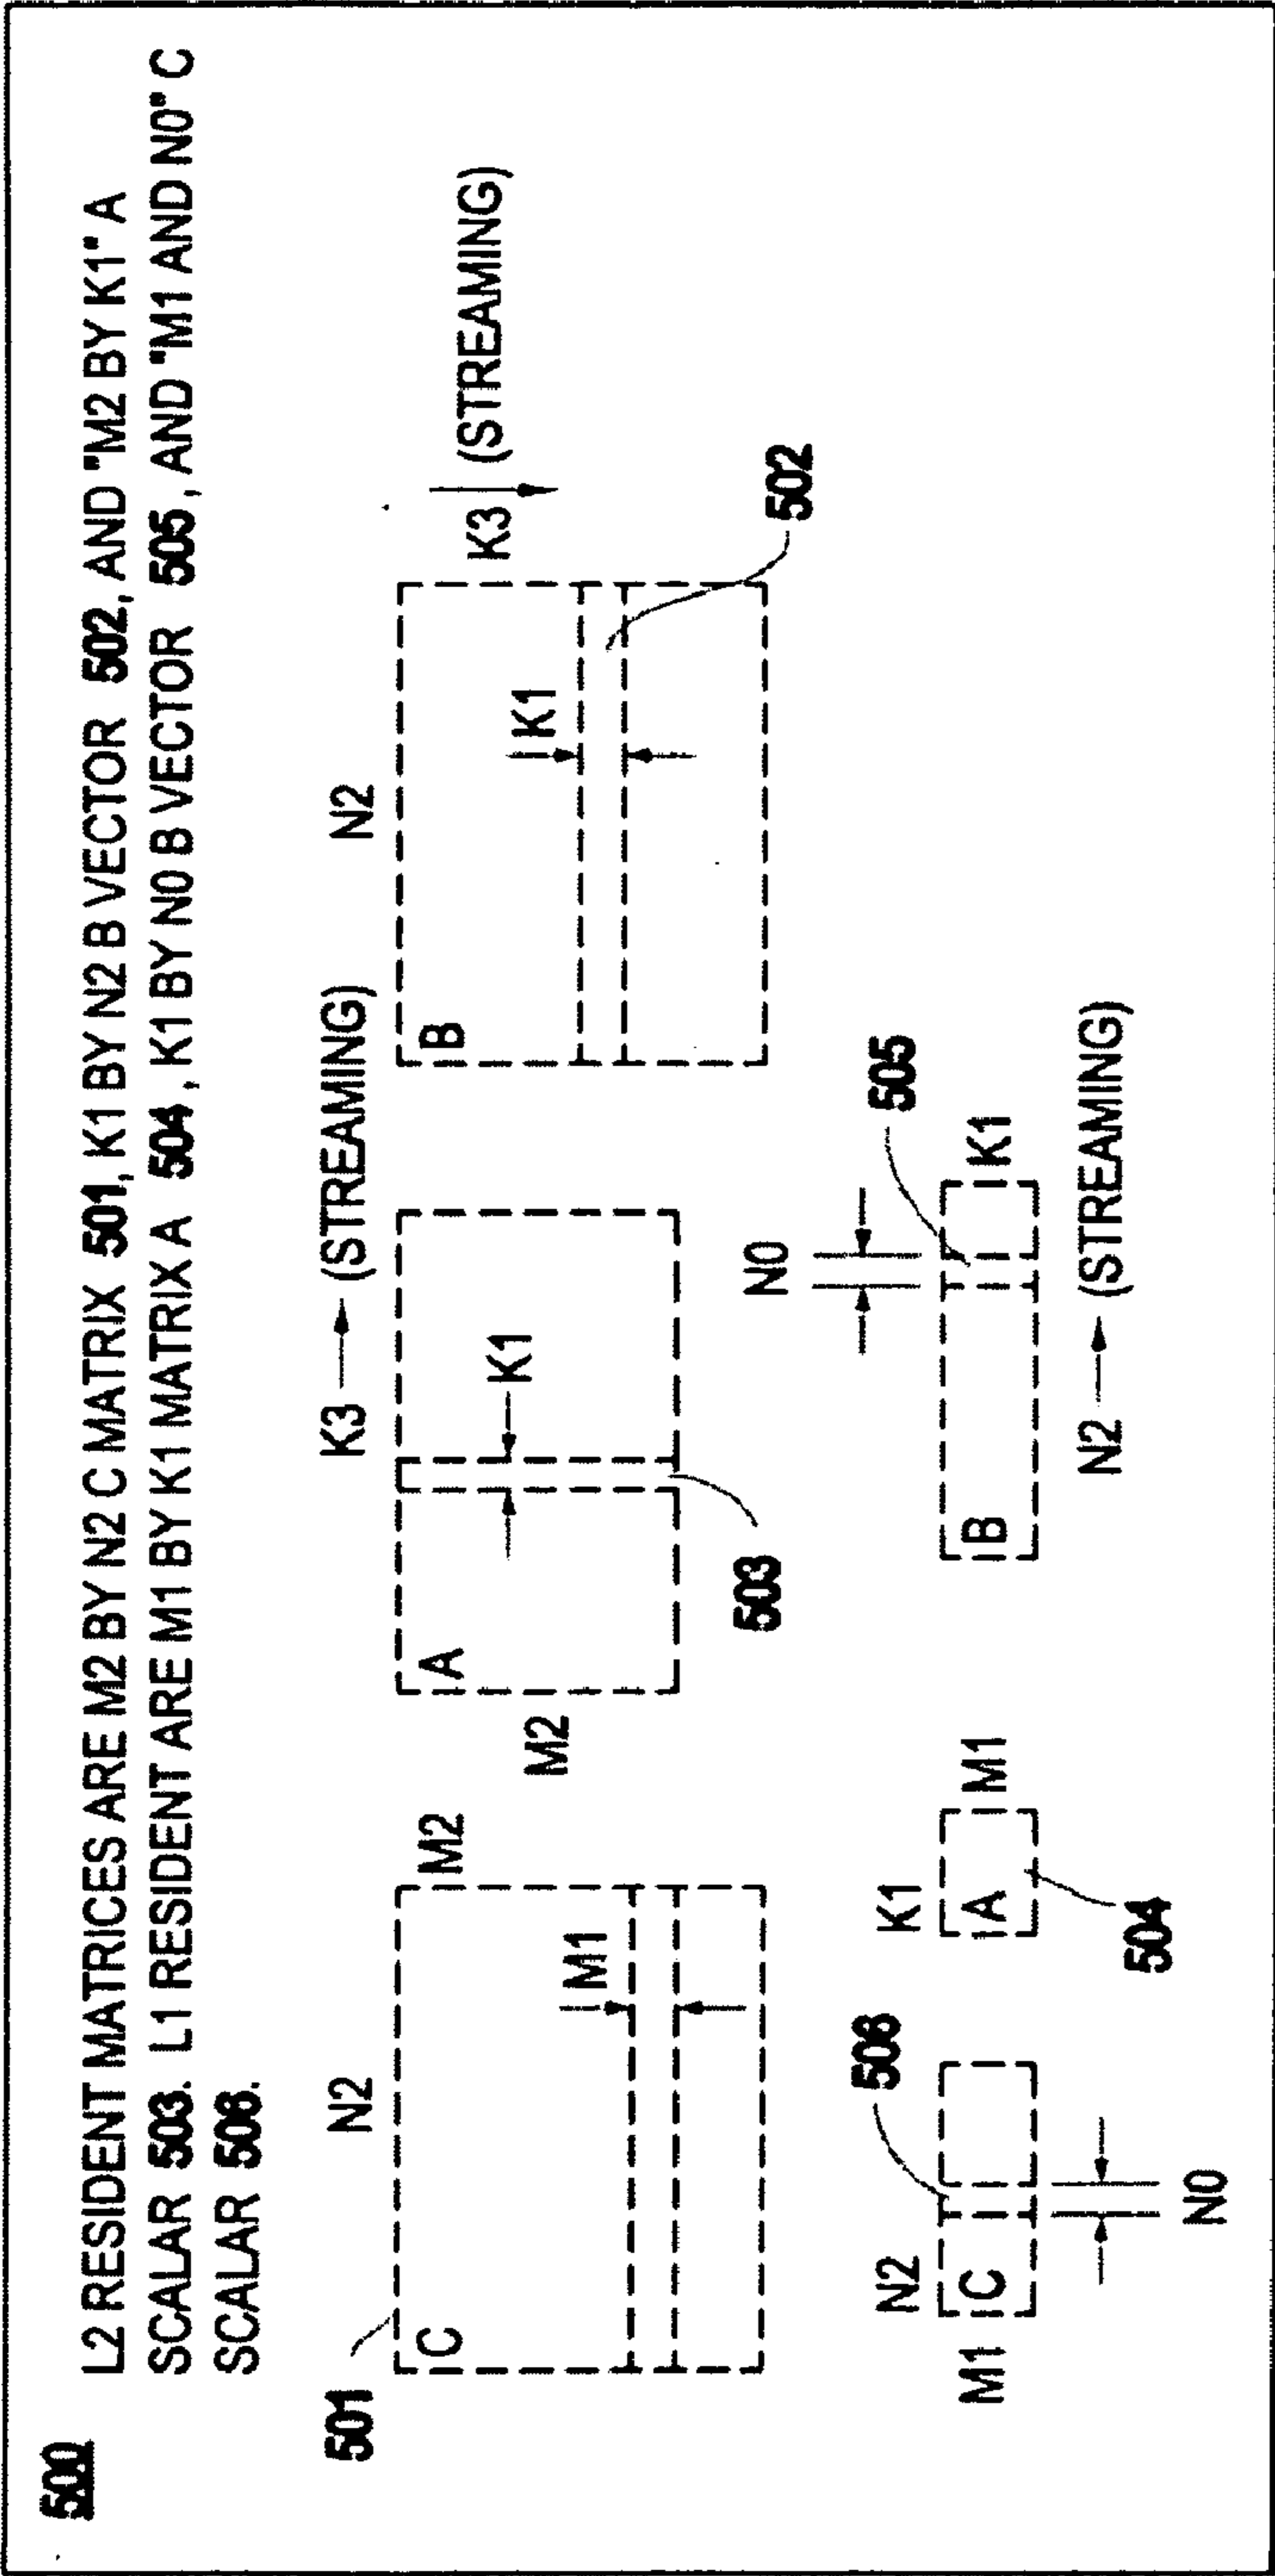 500
L2 RESIDENT MATRICES ARE M2 BY N2 C MATRIX 501, K1 BY N2 B VECTOR 502, AND "M2 BY K1" A
SCALAR 503. L1 RESIDENT ARE M1 BY K1 MATRIX A 504, K1 BY N0 B VECTOR 505, AND "M1 AND N0" C
SCALAR 506.
501
N2
C
M2
M1
K3 (STREAMING)
A
M2
K1
503
N2
B
K1
K3 (STREAMING)
502
N2
506
M1
C
N0
K1
A
M1
504
N0
505
B
K1
N2 (STREAMING)